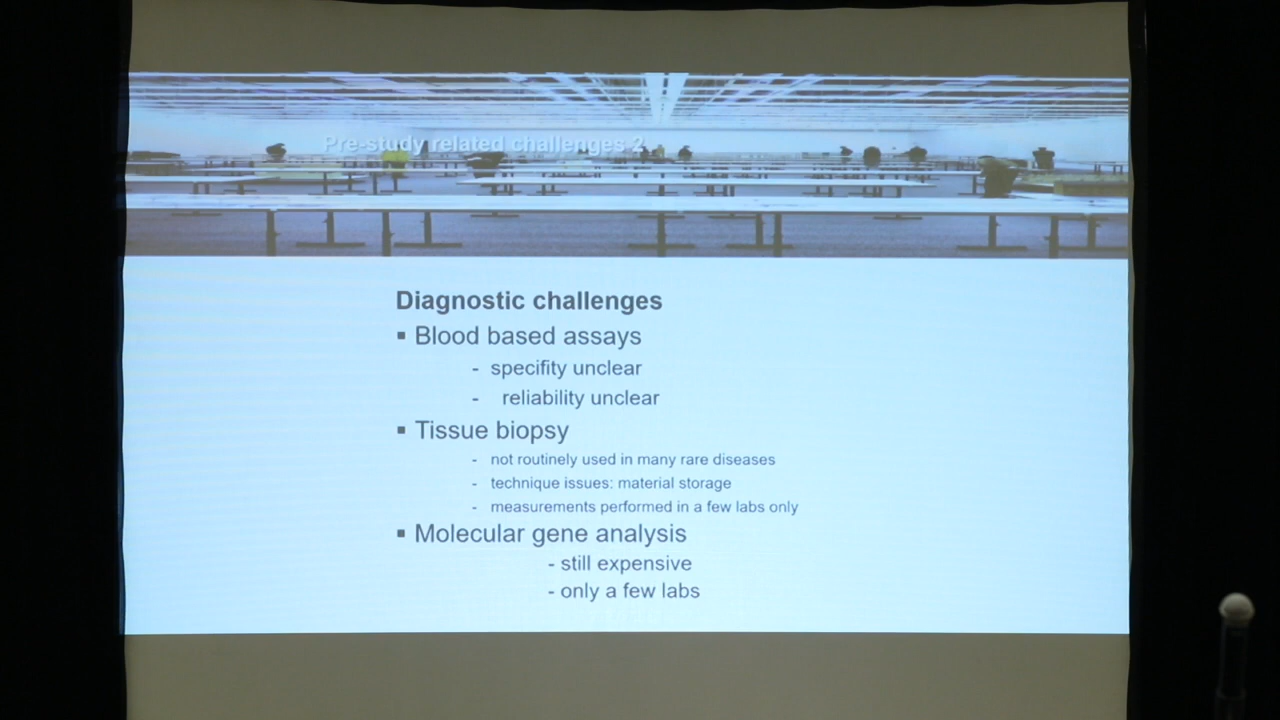 Pre-study related challenges 2
Diagnostic challenges
▪ Blood based assays
- specifity unclear
- reliability unclear
▪ Tissue biopsy
- not routinely used in many rare diseases
- technique issues: material storage
- measurements performed in a few labs only
▪ Molecular gene analysis
- still expensive
- only a few labs